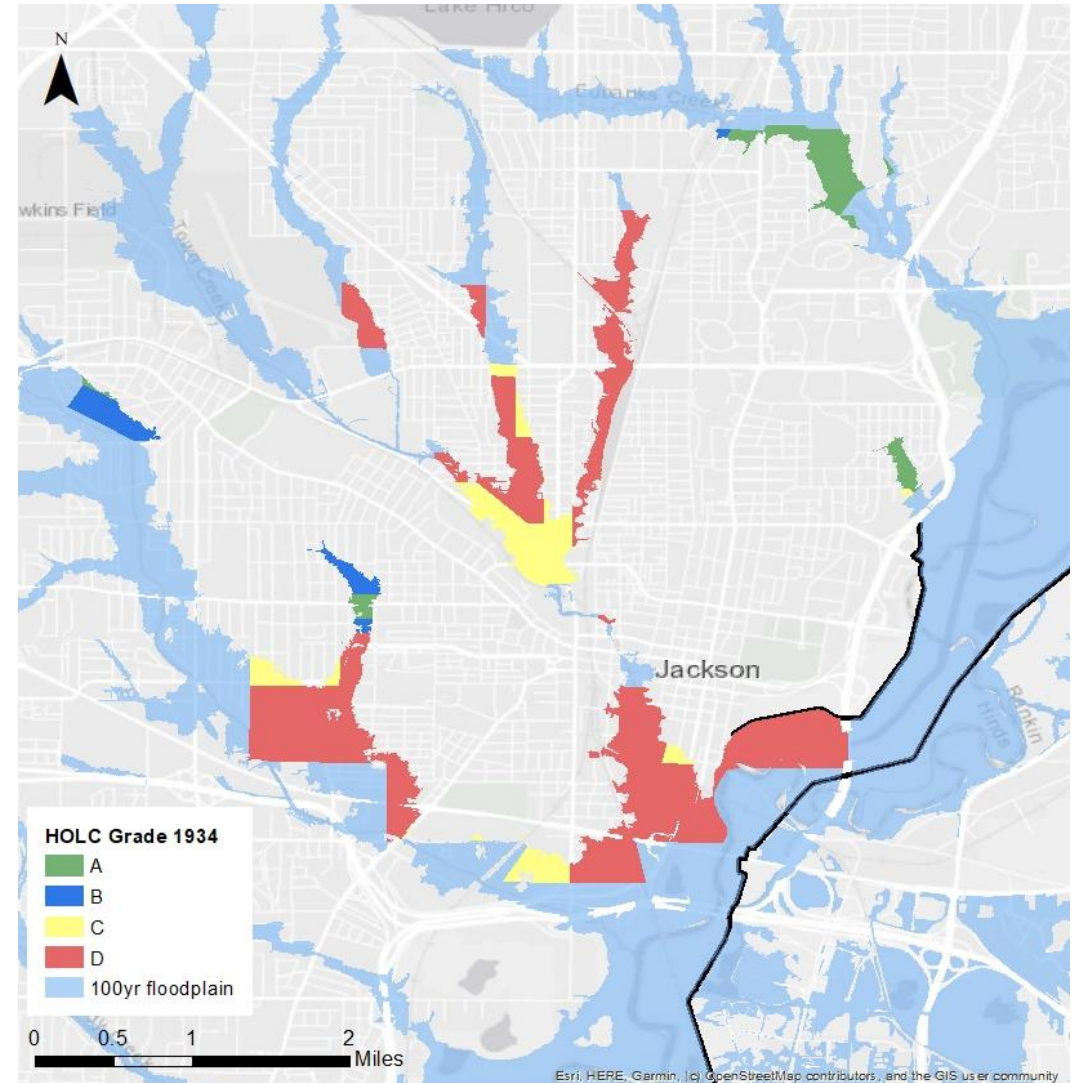 Lake Hico
N
Eubanks Creek
wkins Field
Town Creek
Jackson
Rankin
Hinds
HOLC Grade 1934
A
B
C
D
100yr floodplain
0 0.5 1 2
Miles
Esri, HERE, Garmin, (c) OpenStreetMap contributors, and the GIS user community